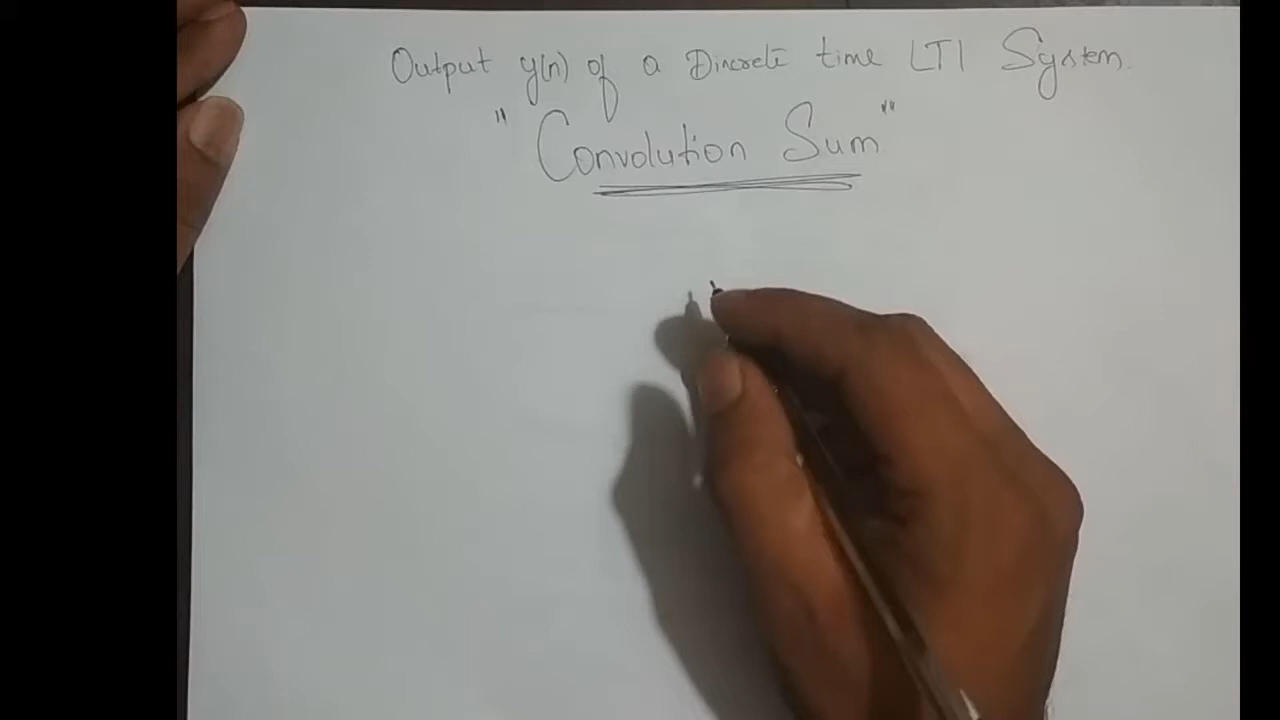 Output y(n) of a Discrete time LTI System.
"Convolution Sum"